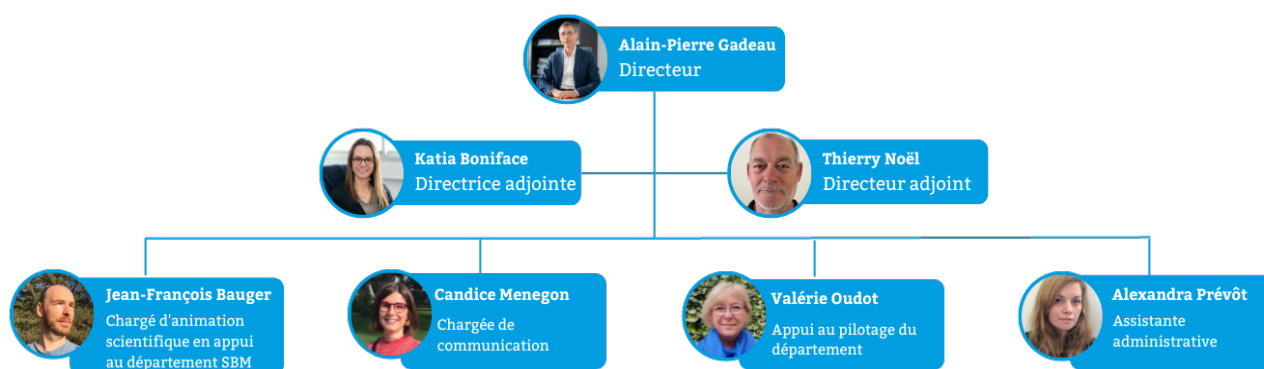 Alain-Pierre Gadeau
Directeur
Katia Boniface
Directrice adjointe
Thierry Noël
Directeur adjoint
Jean-François Bauger
Chargé d'animation
scientifique en appui
au département SBM
Candice Menegon
Chargée de
communication
Valérie Oudot
Appui au pilotage du
département
Alexandra Prévôt
Assistante
administrative